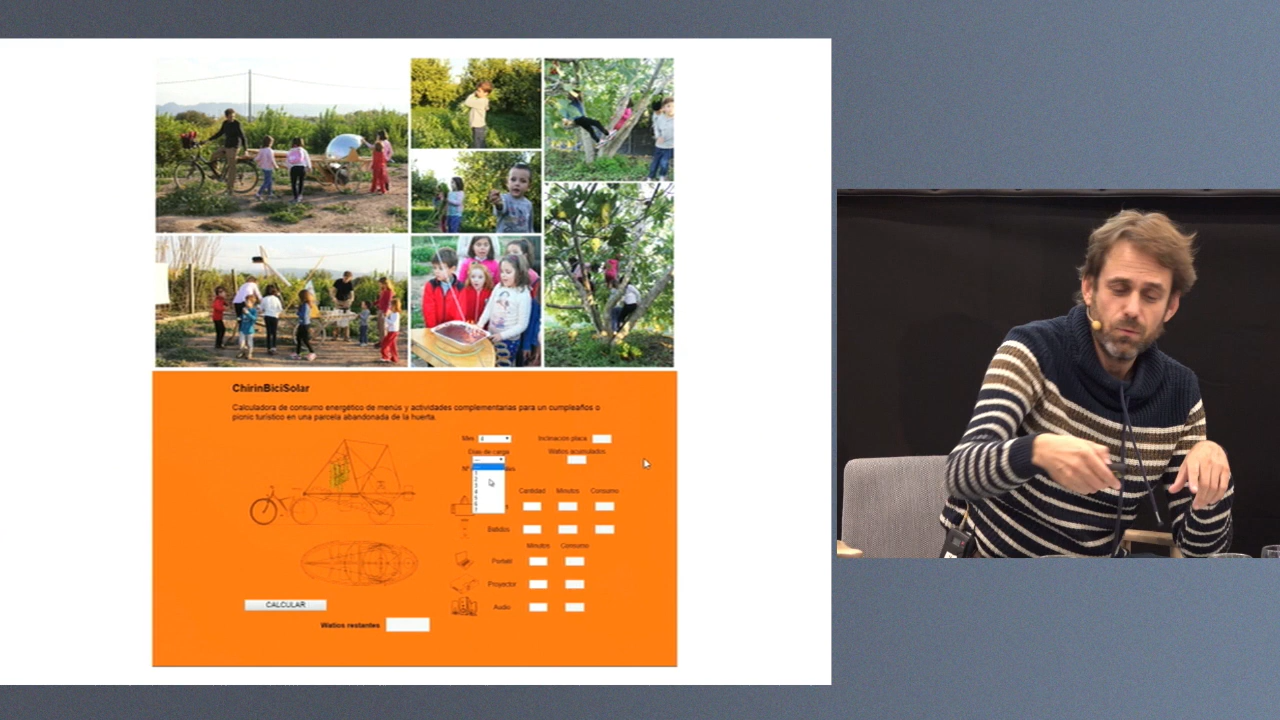 ChirinBiciSolar
Calculadora de consumo energético de menús y actividades complementarias para un cumpleaños o
picnic turístico en una parcela abandonada de la huerta.
Mes
Inclinación placa
Días de carga
Watios acumulados
Cantidad Minutos Consumo
Batidos
Minutos Consumo
Portatil
Proyector
Audio
CALCULAR
Watios restantes